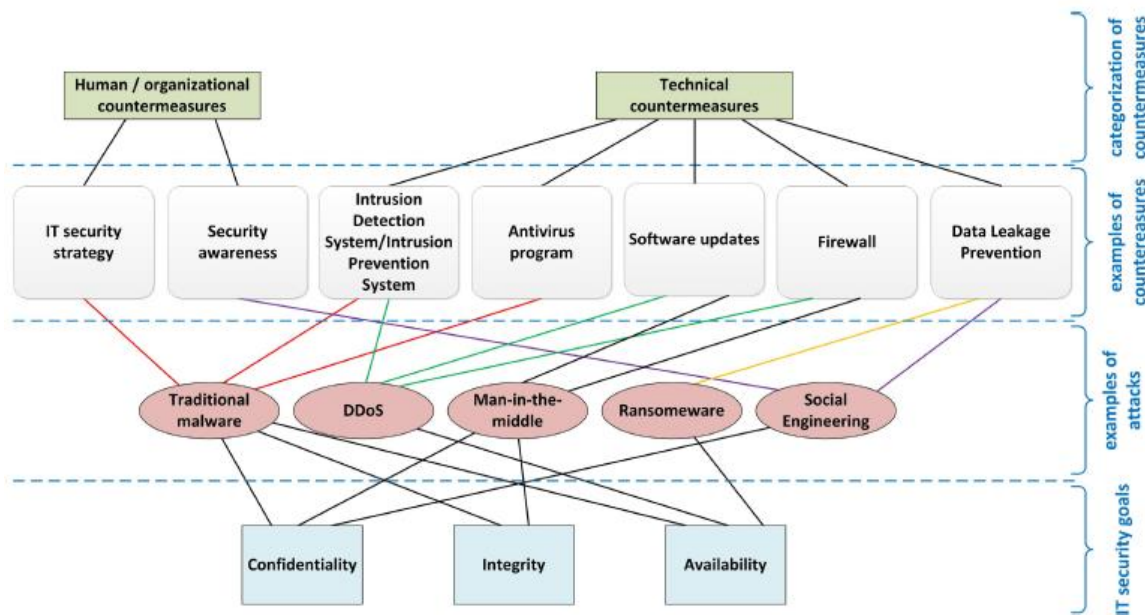 Human / organizational
countermeasures
Technical
countermeasures
categorization of
countermeasures
IT security
strategy
Security
awareness
Intrusion
Detection
System/Intrusion
Prevention
System
Antivirus
program
Software updates
Firewall
Data Leakage
Prevention
examples of
countereasures
Traditional
malware
DDoS
Man-in-the-
middle
Ransomeware
Social
Engineering
examples of
attacks
Confidentiality
Integrity
Availability
IT security goals